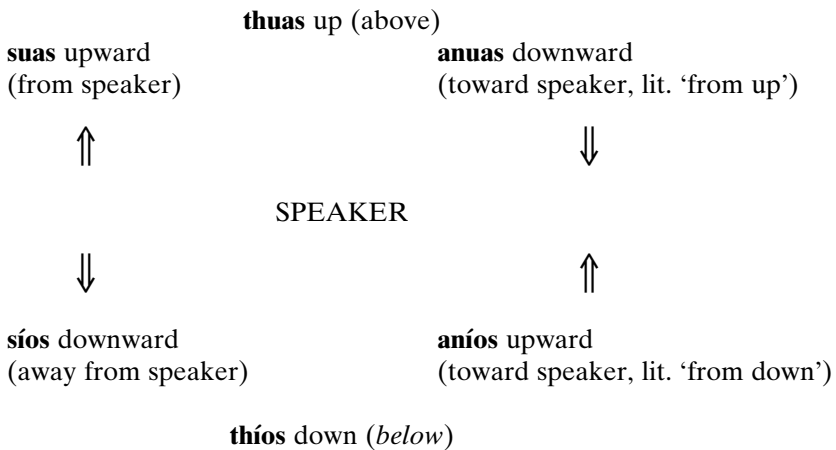 thuas up (above)
suas upward
(from speaker)
anuas downward
(toward speaker, lit. ‘from up’)
⇑ ⇓
SPEAKER
⇓ ⇑
síos downward
(away from speaker)
aníos upward
(toward speaker, lit. ‘from down’)
thíos down (below)